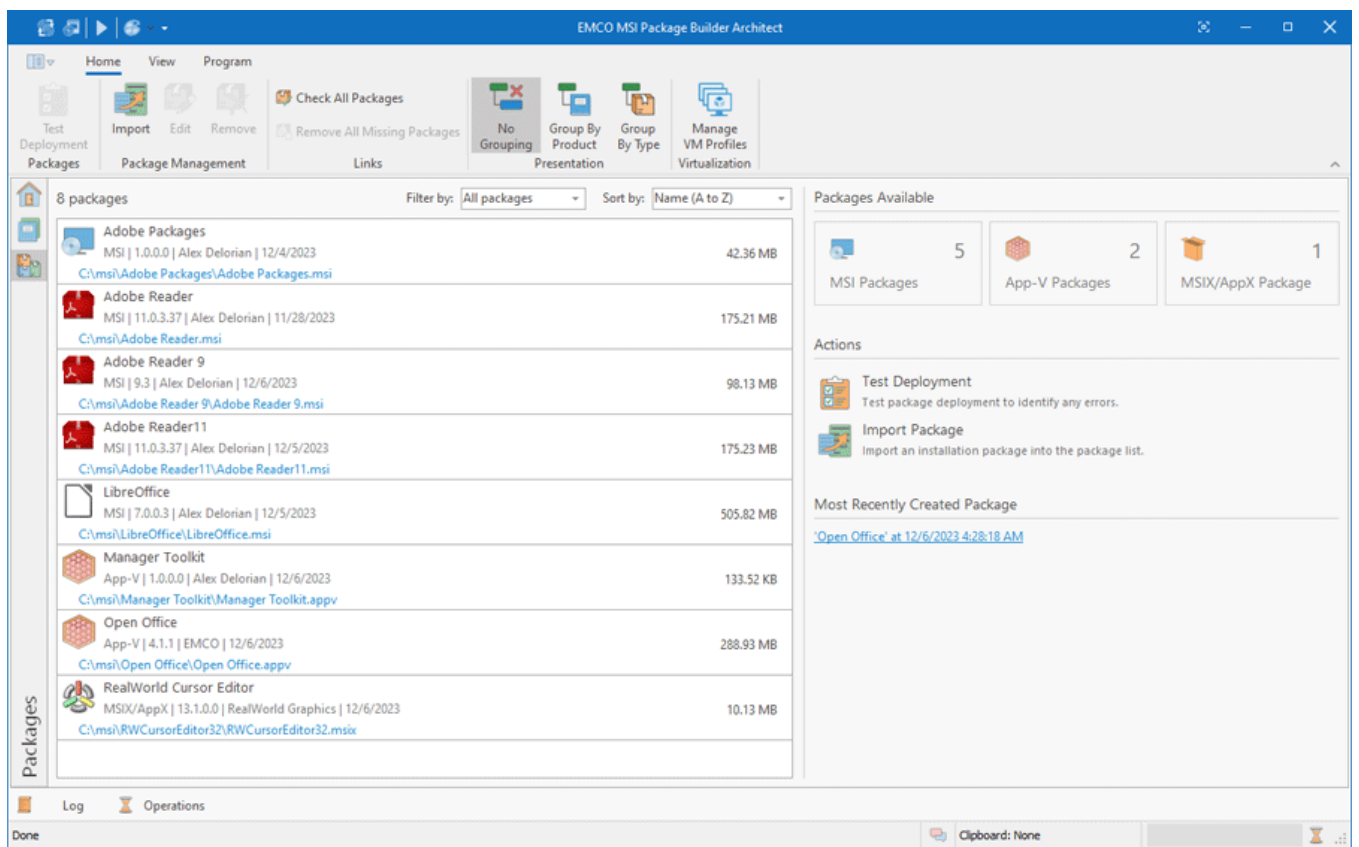 EMCO MSI Package Builder Architect
Home View Program
Test Deployment
Import
Edit
Remove
Check All Packages
Remove All Missing Packages
No Grouping
Group By Product
Group By Type
Manage VM Profiles
Packages
Package Management
Links
Presentation
Virtualization
Packages
8 packages
Filter by: All packages
Sort by: Name (A to Z)
Adobe Packages
MSI | 1.0.0.0 | Alex Delorian | 12/4/2023
42.36 MB
C:\msi\Adobe Packages\Adobe Packages.msi
Adobe Reader
MSI | 11.0.3.37 | Alex Delorian | 11/28/2023
175.21 MB
C:\msi\Adobe Reader.msi
Adobe Reader 9
MSI | 9.3 | Alex Delorian | 12/6/2023
98.13 MB
C:\msi\Adobe Reader 9\Adobe Reader 9.msi
Adobe Reader11
MSI | 11.0.3.37 | Alex Delorian | 12/5/2023
175.23 MB
C:\msi\Adobe Reader11\Adobe Reader11.msi
LibreOffice
MSI | 7.0.0.3 | Alex Delorian | 12/5/2023
505.82 MB
C:\msi\LibreOffice\LibreOffice.msi
Manager Toolkit
App-V | 1.0.0.0 | Alex Delorian | 12/6/2023
133.52 KB
C:\msi\Manager Toolkit\Manager Toolkit.appv
Open Office
App-V | 4.1.1 | EMCO | 12/6/2023
288.93 MB
C:\msi\Open Office\Open Office.appv
RealWorld Cursor Editor
MSIX/AppX | 13.1.0.0 | RealWorld Graphics | 12/6/2023
10.13 MB
C:\msi\RWCursorEditor32\RWCursorEditor32.msix
Packages Available
5
MSI Packages
2
App-V Packages
1
MSIX/AppX Package
Actions
Test Deployment
Test package deployment to identify any errors.
Import Package
Import an installation package into the package list.
Most Recently Created Package
'Open Office' at 12/6/2023 4:28:18 AM
Log
Operations
Done
Clipboard: None